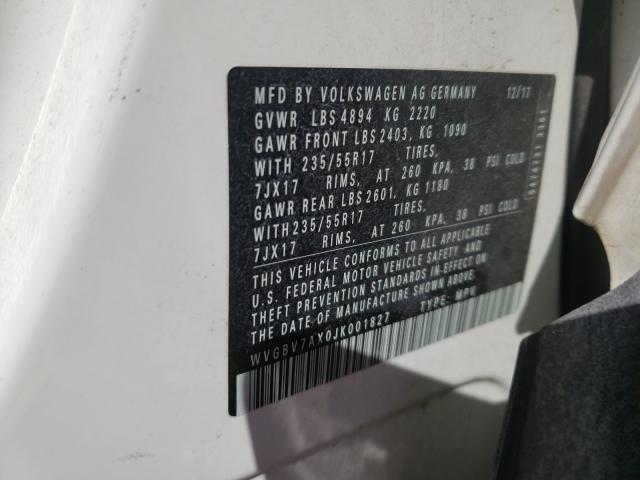 MFD BY VOLKSWAGEN AG GERMANY 12/17
GVWR LBS 4894 KG 2220
GAWR FRONT LBS 2403, KG 1090
WITH 235/55R17 TIRES,
7JX17 RIMS, AT 260 KPA, 38 PSI COLD
GAWR REAR LBS 2601, KG 1180
WITH 235/55R17 TIRES,
7JX17 RIMS, AT 260 KPA, 38 PSI COLD
THIS VEHICLE CONFORMS TO ALL APPLICABLE
U.S. FEDERAL MOTOR VEHICLE SAFETY AND
THEFT PREVENTION STANDARDS IN-EFFECT ON
THE DATE OF MANUFACTURE SHOWN ABOVE
WVGBV7AX0JK001827 TYPE: MPV